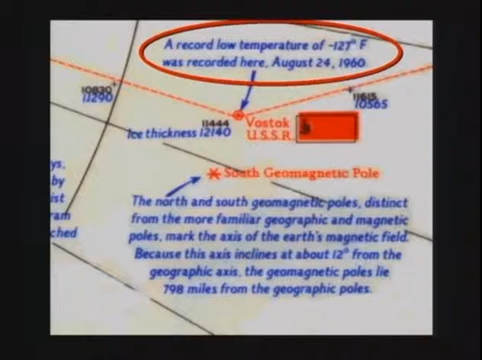 A record low temperature of -127° F
was recorded here, August 24, 1960
10830
11290
11615
10565
11444
Ice thickness 12140
Vostok
U.S.S.R.
South Geomagnetic Pole
ys,
by
ist
ram
ched
The north and south geomagnetic poles, distinct
from the more familiar geographic and magnetic
poles, mark the axis of the earth's magnetic field.
Because this axis inclines at about 12° from the
geographic axis, the geomagnetic poles lie
798 miles from the geographic poles.